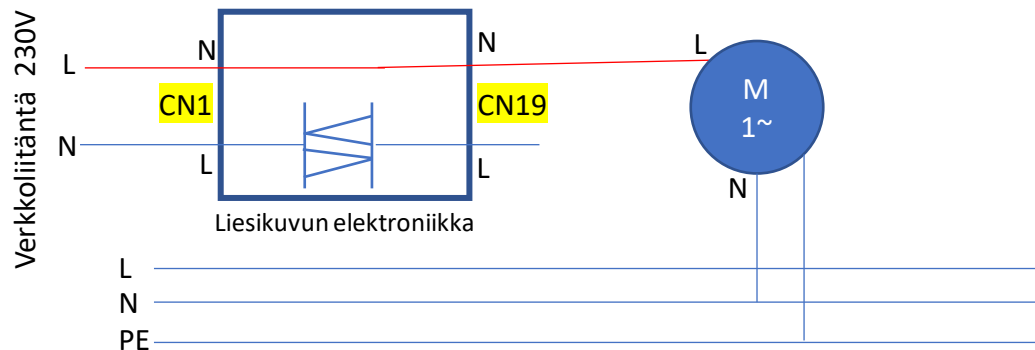 Verkkoliitäntä 230V
L
N
CN1
N
L
N
CN19
L
Liesikuvun elektroniikka
L
M
1~
N
L
N
PE